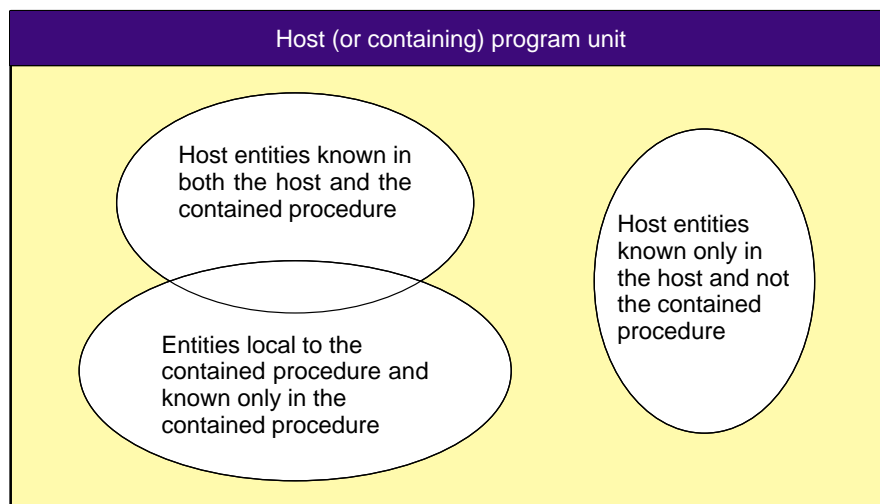 Host (or containing) program unit
Host entities known in
both the host and the
contained procedure
Host entities
known only in
the host and not
the contained
procedure
Entities local to the
contained procedure and
known only in the
contained procedure